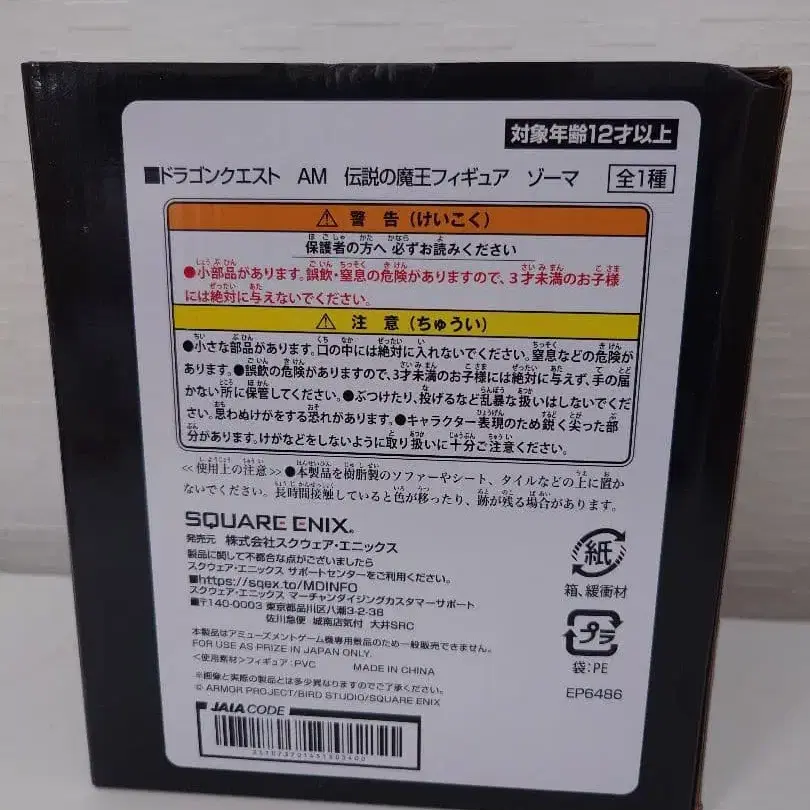 対象年齢12才以上
■ドラゴンクエスト AM 伝説の魔王フィギュア ゾーマ 全1種
⚠ 警告(けいこく)
保護者の方へ 必ずお読みください
●小部品があります。誤飲・窒息の危険がありますので、3才未満のお子様
には絶対に与えないでください。
⚠ 注意(ちゅうい)
●小さな部品があります。口の中には絶対に入れないでください。窒息などの危険が
あります。●誤飲の危険がありますので、3才未満のお子様には絶対に与えず、手の届
かない所に保管してください。●ぶつけたり、投げるなど乱暴な扱いはしないでくだ
さい。思わぬけがをする恐れがあります。●キャラクター表現のため鋭く尖った部
分があります。けがなどをしないように取り扱いに十分ご注意ください。
≪使用上の注意≫●本製品を樹脂製のソファーやシート、タイルなどの上に置か
ないでください。長時間接触していると色が移ったり、跡が残る場合があります。
SQUARE ENIX®
発売元 株式会社スクウェア・エニックス
製品に関して不都合な点がございましたら
スクウェア・エニックス サポートセンターをご利用ください。
■https://sqex.to/MDINFO
スクウェア・エニックス マーチャンダイジングカスタマーサポート
■〒140-0003 東京都品川区八潮3-2-38
佐川急便 城南店気付 大井SRC
本製品はアミューズメントゲーム機専用景品のため一般販売できません。
FOR USE AS PRIZE IN JAPAN ONLY.
<使用素材>フィギュア:PVC MADE IN CHINA
※画像と実際の製品とは多少異なりますのでご了承ください。
© ARMOR PROJECT/BIRD STUDIO/SQUARE ENIX
JAIA CODE
紙
箱、緩衝材
プラ
袋:PE
EP6486